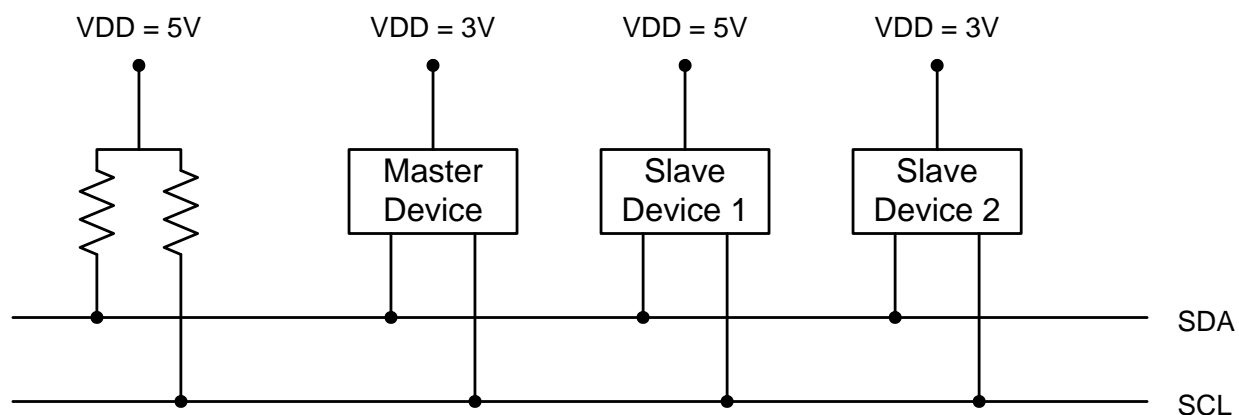 VDD = 5V
VDD = 3V
VDD = 5V
VDD = 3V
Master
Device
Slave
Device 1
Slave
Device 2
SDA
SCL